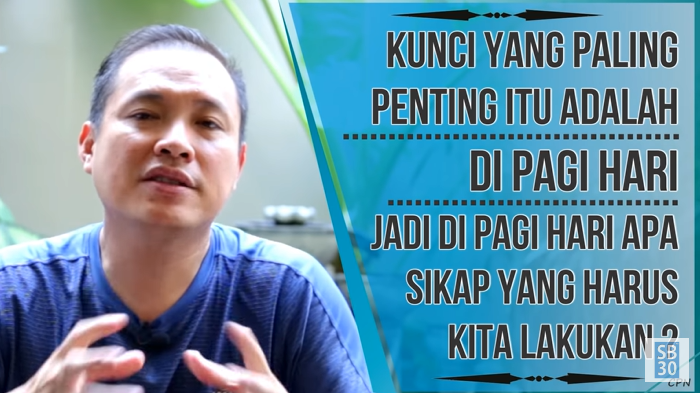 KUNCI YANG PALING
PENTING ITU ADALAH
DI PAGI HARI
JADI DI PAGI HARI APA
SIKAP YANG HARUS
KITA LAKUKAN ?
SB
30
CPN